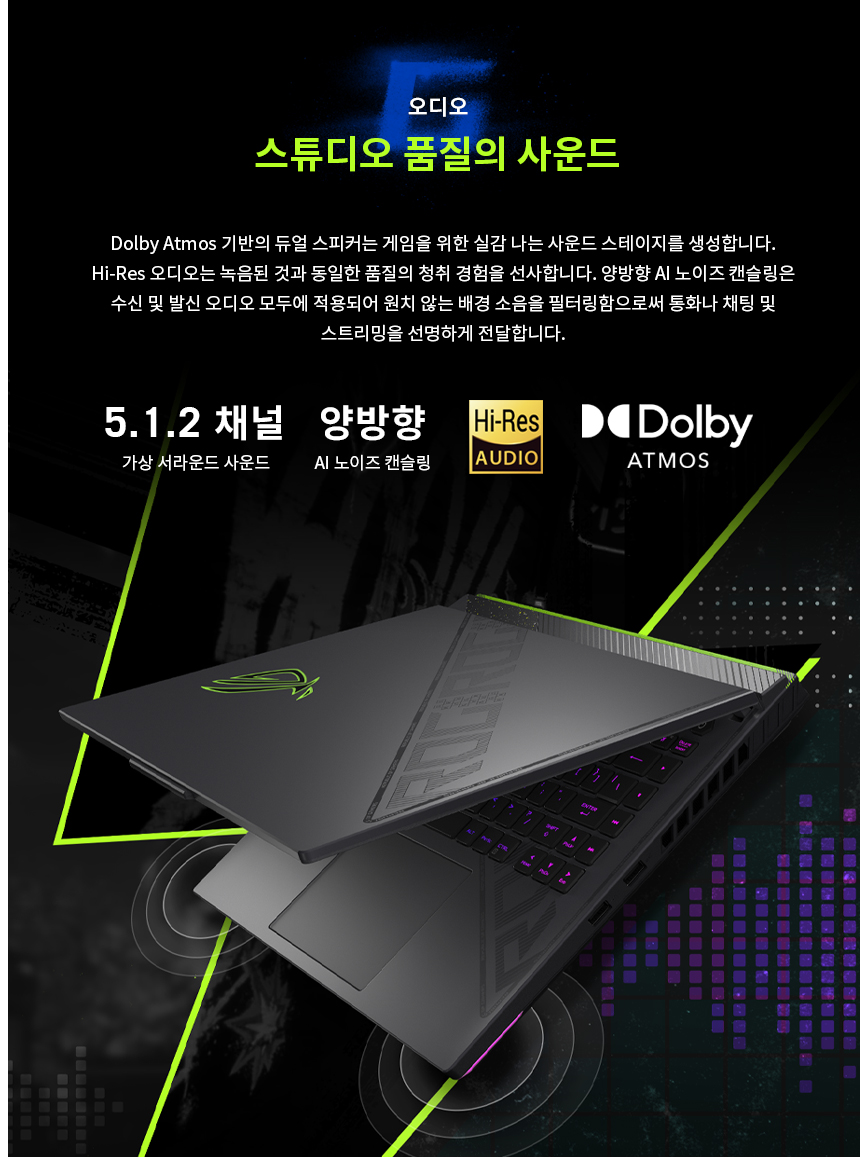 오디오
스튜디오 품질의 사운드
Dolby Atmos 기반의 듀얼 스피커는 게임을 위한 실감 나는 사운드 스테이지를 생성합니다.
Hi-Res 오디오는 녹음된 것과 동일한 품질의 청취 경험을 선사합니다. 양방향 AI 노이즈 캔슬링은
수신 및 발신 오디오 모두에 적용되어 원치 않는 배경 소음을 필터링함으로써 통화나 채팅 및
스트리밍을 선명하게 전달합니다.
5.1.2 채널 양방향 Hi-Res AUDIO Dolby
가상 서라운드 사운드 AI 노이즈 캔슬링 ATMOS
ENTER
SHIFT
ALT CTRL